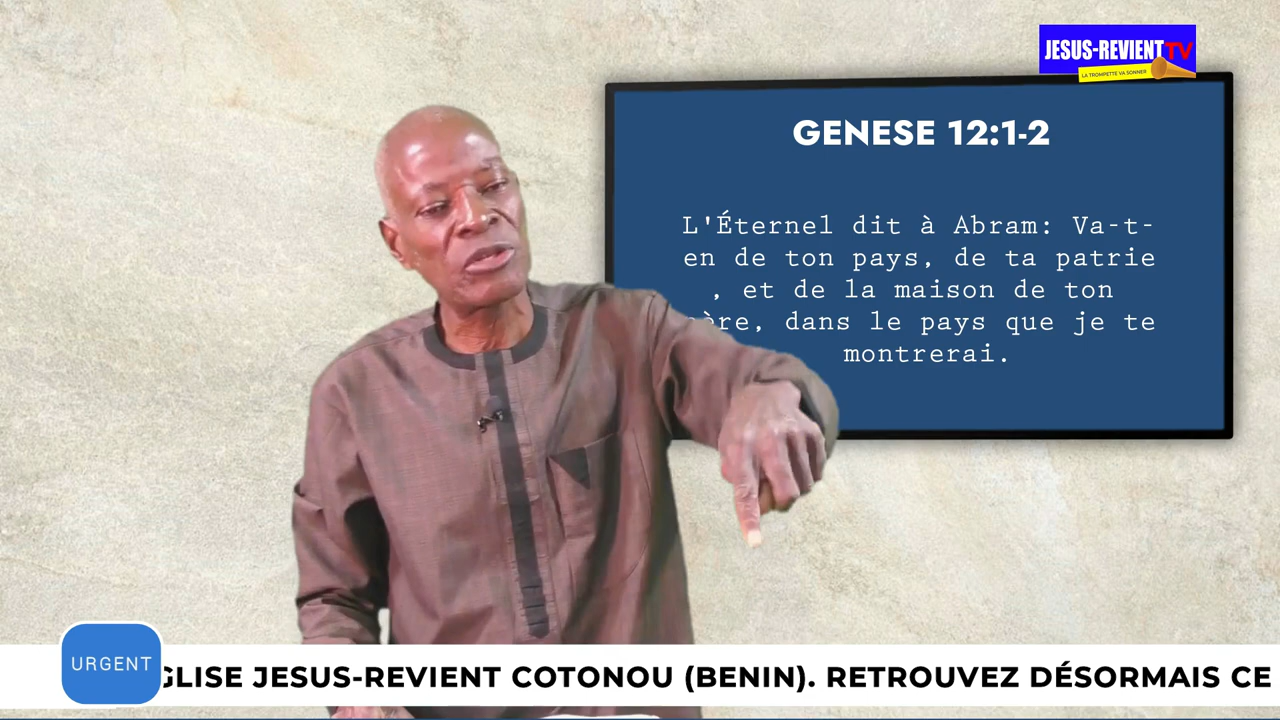 JESUS-REVIENT TV
LA TROMPETTE VA SONNER
GENESE 12:1-2
L'Éternel dit à Abram: Va-t-
en de ton pays, de ta patrie
, et de la maison de ton
ère, dans le pays que je te
montrerai.
URGENT
GLISE JESUS-REVIENT COTONOU (BENIN). RETROUVEZ DÉSORMAIS CE